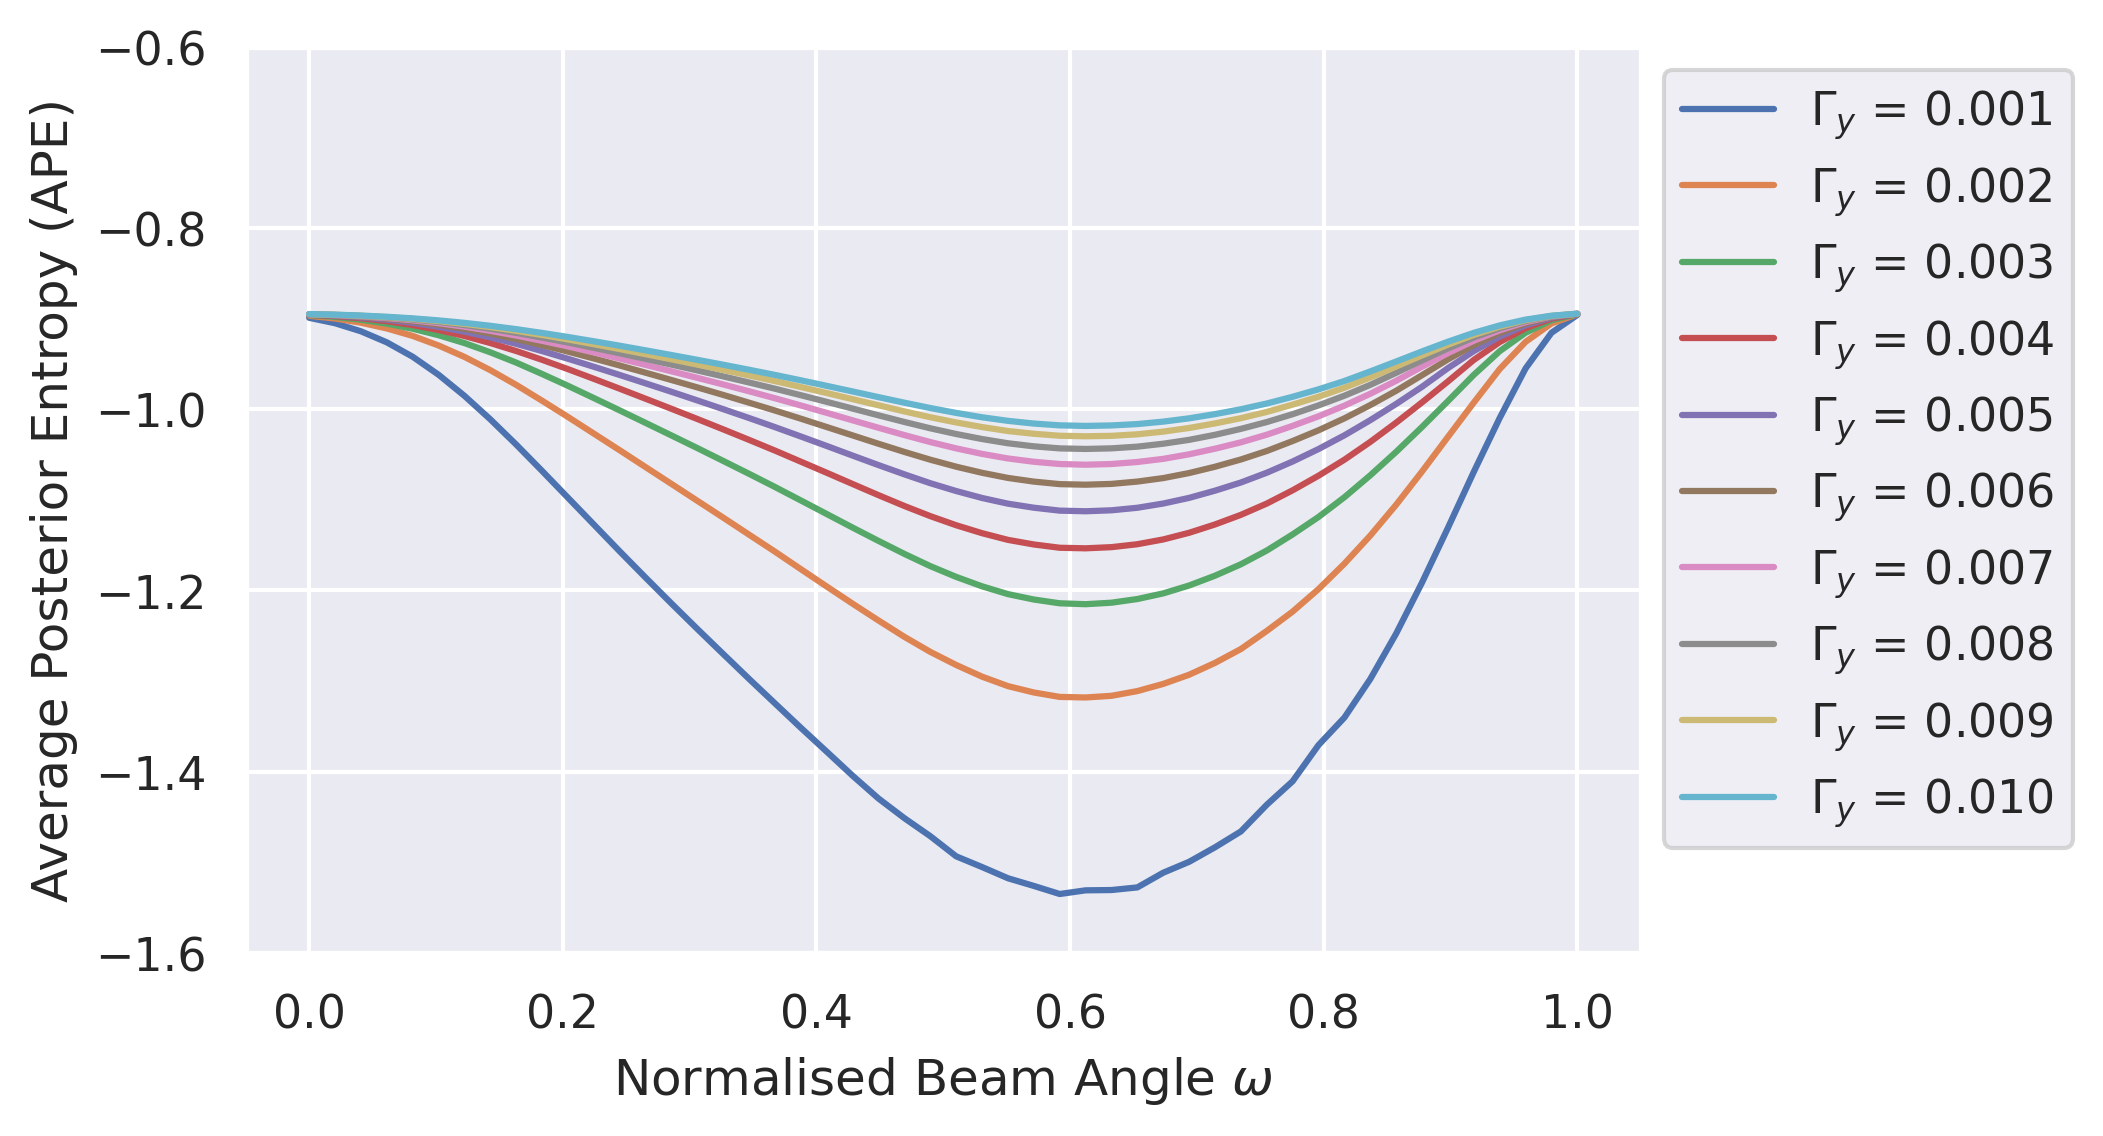 Average Posterior Entropy (APE)
−0.6
−0.8
−1.0
−1.2
−1.4
−1.6
0.0 0.2 0.4 0.6 0.8 1.0
Normalised Beam Angle ω
Γy = 0.001
Γy = 0.002
Γy = 0.003
Γy = 0.004
Γy = 0.005
Γy = 0.006
Γy = 0.007
Γy = 0.008
Γy = 0.009
Γy = 0.010